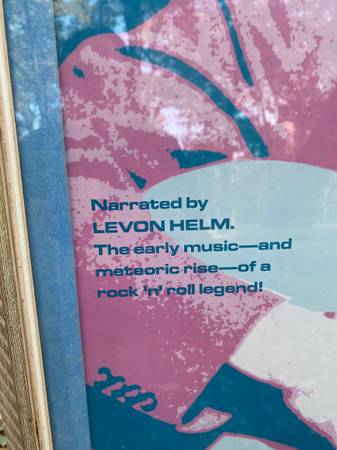 Narrated by
LEVON HELM.
The early music—and
meteoric rise—of a
rock 'n' roll legend!